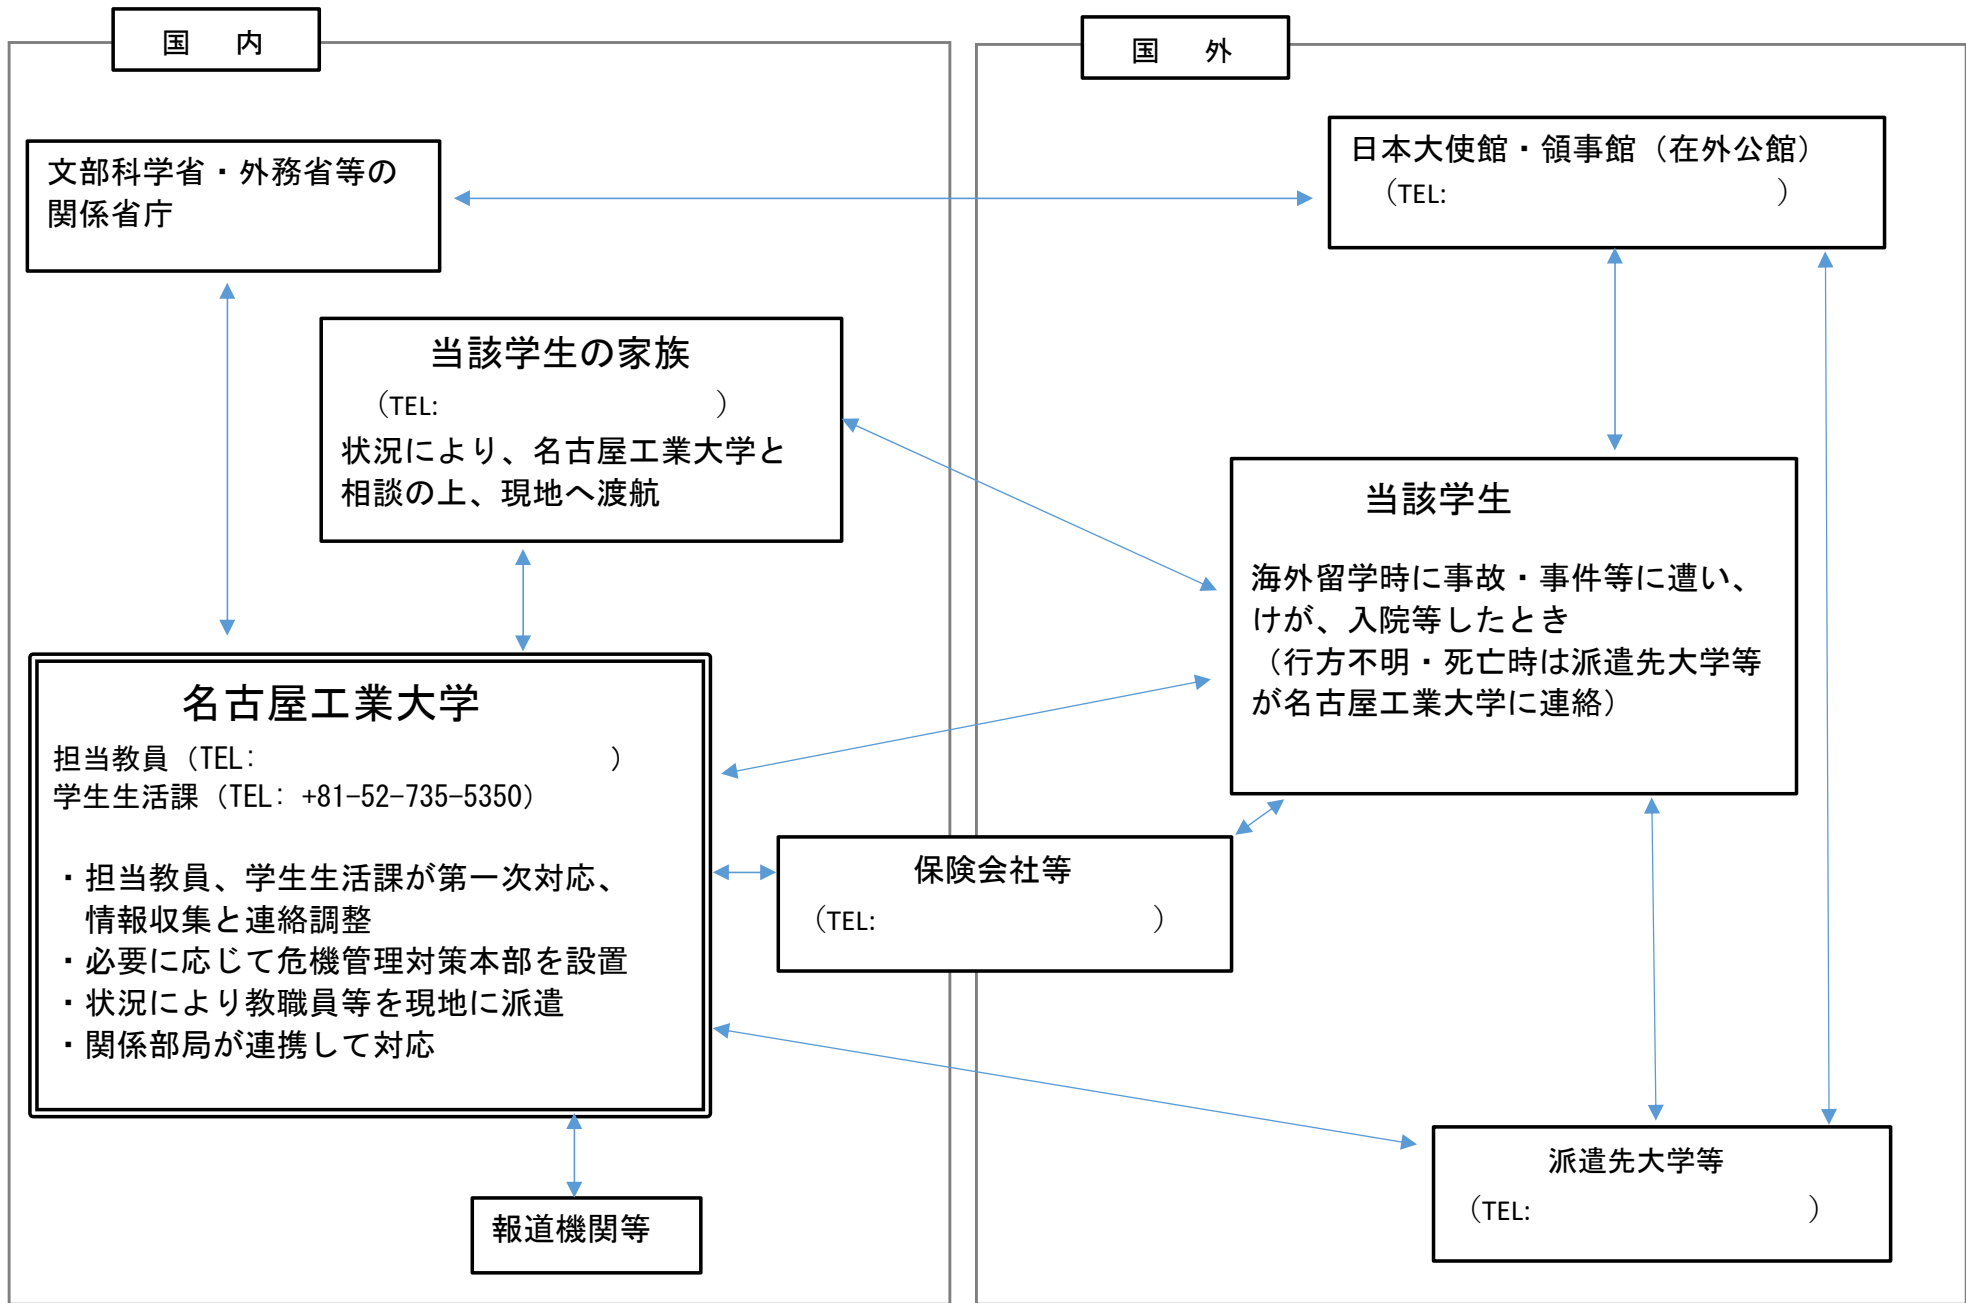 国　内
国　外
文部科学省・外務省等の
関係省庁
日本大使館・領事館（在外公館）
（TEL:　　　　　　　　　　）
当該学生の家族
（TEL:　　　　　　　　　　）
状況により、名古屋工業大学と
相談の上、現地へ渡航
当該学生
海外留学時に事故・事件等に遭い、
けが、入院等したとき
（行方不明・死亡時は派遣先大学等
が名古屋工業大学に連絡）
名古屋工業大学
担当教員（TEL:　　　　　　　　　　　　　）
学生生活課（TEL: +81-52-735-5350）
・担当教員、学生生活課が第一次対応、
情報収集と連絡調整
・必要に応じて危機管理対策本部を設置
・状況により教職員等を現地に派遣
・関係部局が連携して対応
保険会社等
（TEL:　　　　　　　　　　）
派遣先大学等
（TEL:　　　　　　　　　　）
報道機関等